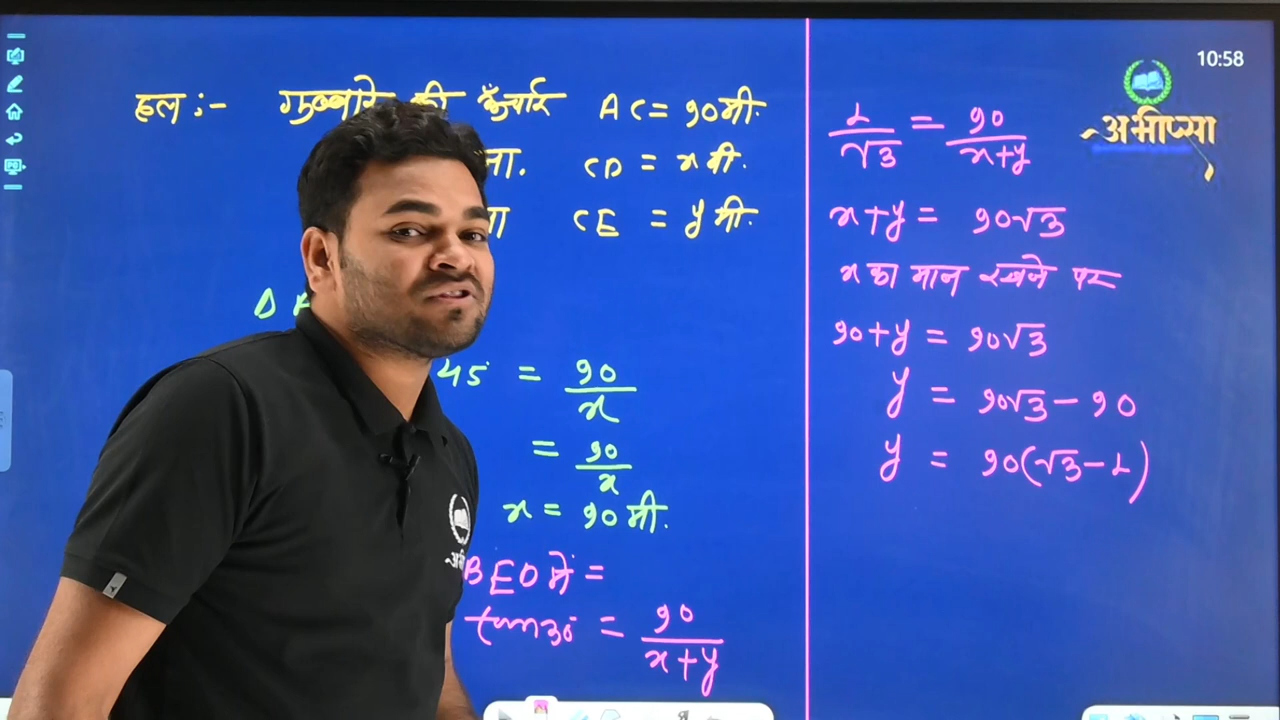 10:58
अभीप्सा
हल :- गुब्बारे की ऊँचाई AC = 90मी.
CD = x मी.
CE = y मी.
45° = 90/x
= 90/x
x = 90 मी.
BED में =
tan30° = 90/(x+y)
1/√3 = 90/(x+y)
x+y = 90√3
x का मान रखने पर
90+y = 90√3
y = 90√3 - 90
y = 90(√3-1)